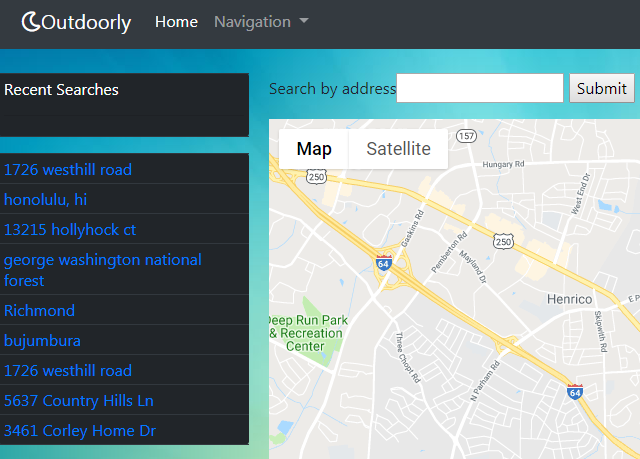 Outdoorly Home Navigation
Recent Searches
1726 westhill road
honolulu, hi
13215 hollyhock ct
george washington national
forest
Richmond
bujumbura
1726 westhill road
5637 Country Hills Ln
3461 Corley Home Dr
Search by address Submit
Map Satellite
157
250
Hungary Rd
West End Dr
Gaskins Rd
Pemberton Rd
250
64
Mayland Dr
Henrico
E P
Skipwith Rd
Deep Run Park
& Recreation
Center
Three Chopt Rd
N Parham Rd
64